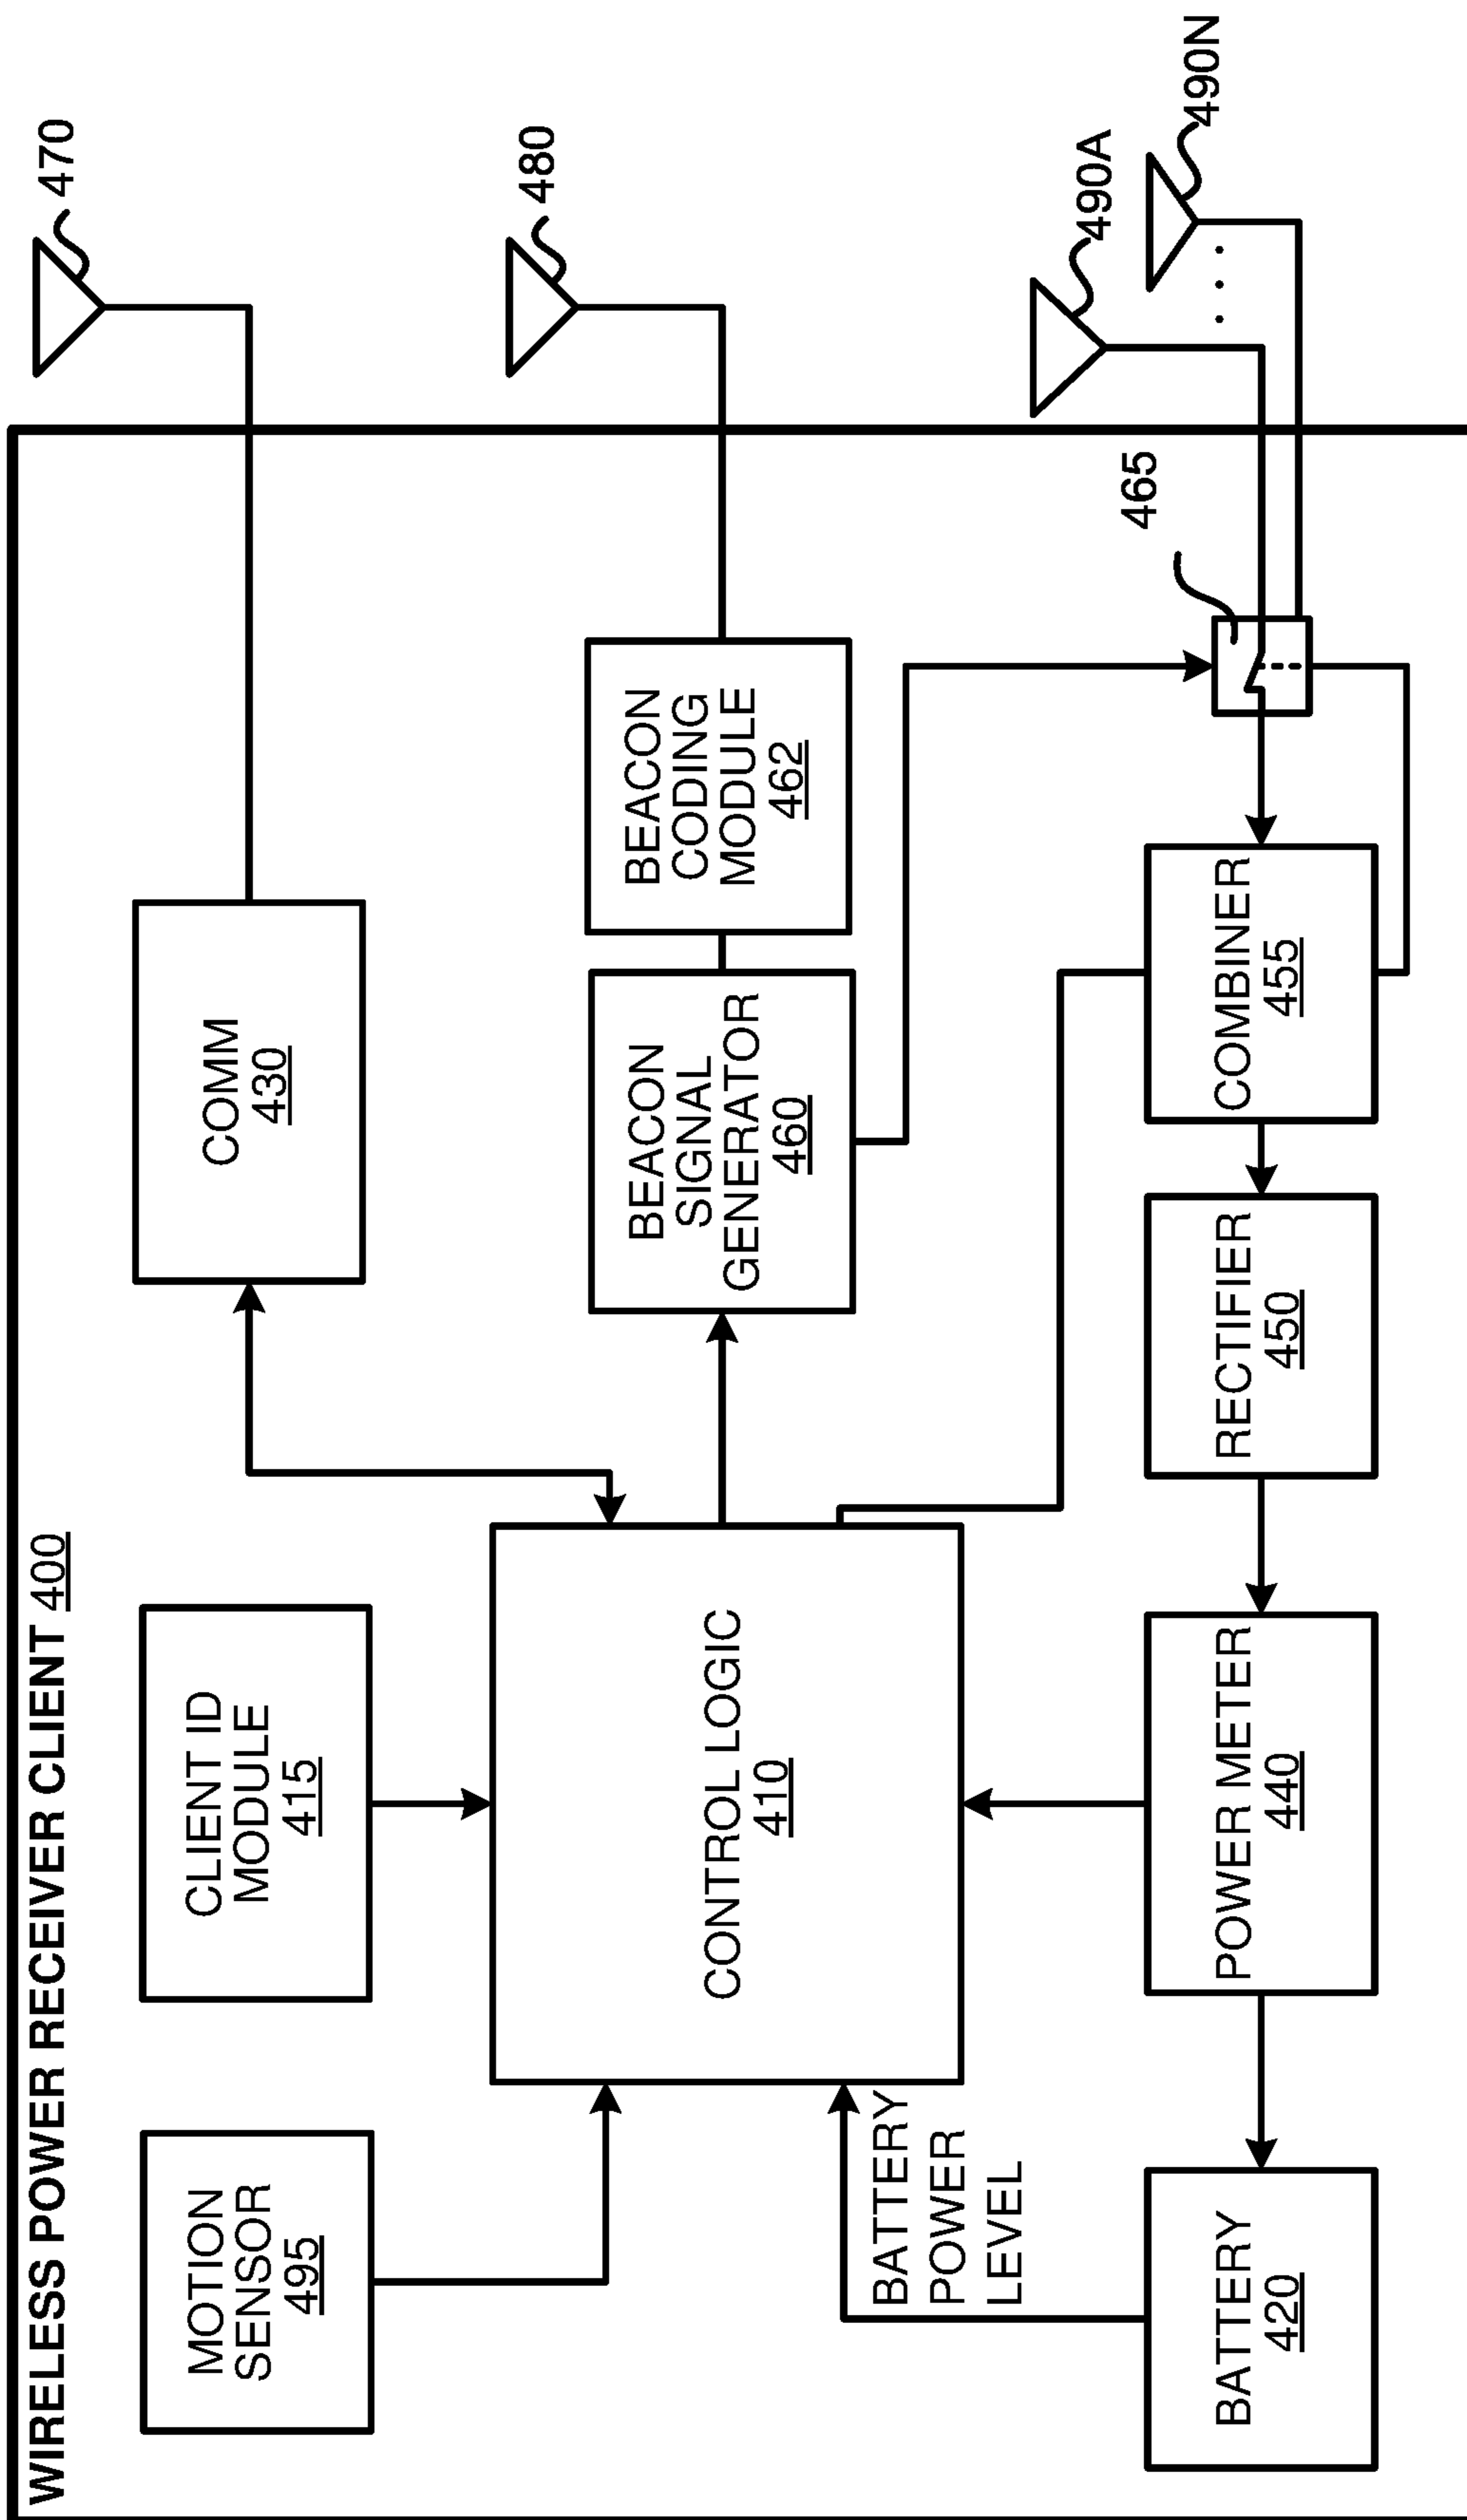 WIRELESS POWER RECEIVER CLIENT 400
MOTION
SENSOR
495
CLIENT ID
MODULE
415
COMM
430
470
CONTROL LOGIC
410
BEACON
SIGNAL
GENERATOR
460
BEACON
CODING
MODULE
462
480
BATTERY
POWER
LEVEL
BATTERY
420
POWER METER
440
RECTIFIER
450
COMBINER
455
465
490A
490N